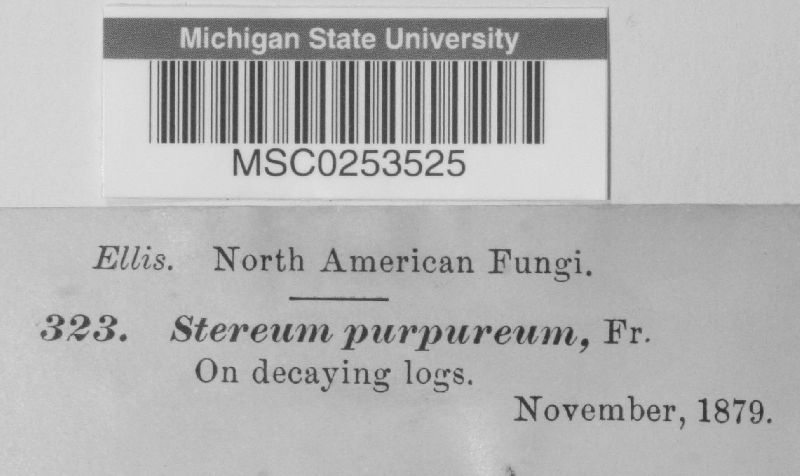 Michigan State University
MSC0253525
Ellis. North American Fungi.
323. Stereum purpureum, Fr.
On decaying logs.
November, 1879.